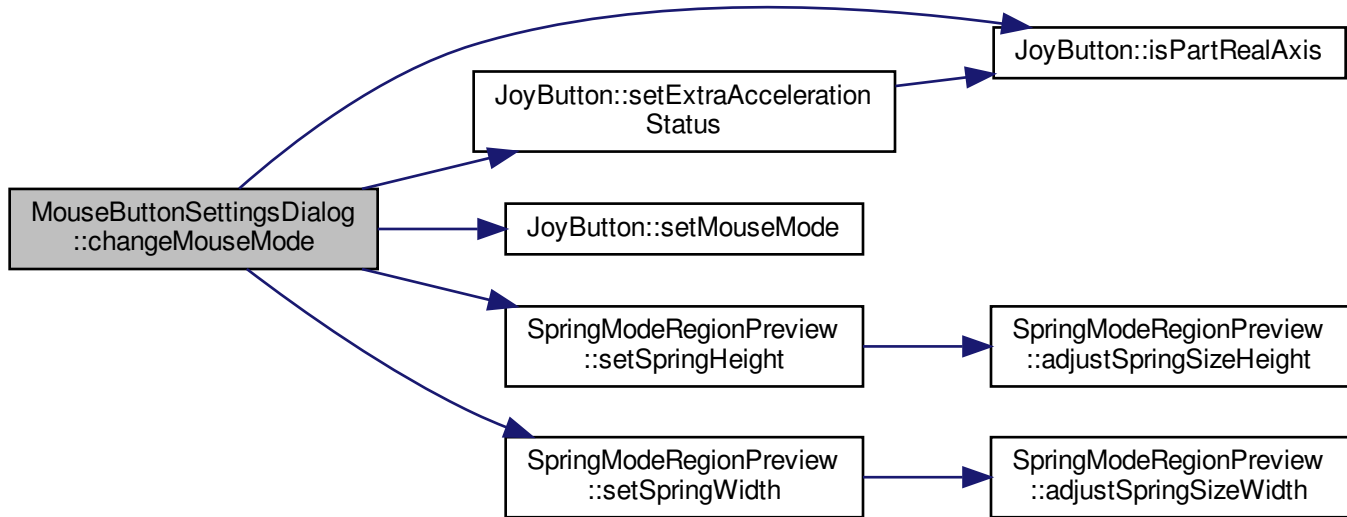 JoyButton::isPartRealAxis
JoyButton::setExtraAcceleration
Status
MouseButtonSettingsDialog
::changeMouseMode
JoyButton::setMouseMode
SpringModeRegionPreview
::setSpringHeight
SpringModeRegionPreview
::adjustSpringSizeHeight
SpringModeRegionPreview
::setSpringWidth
SpringModeRegionPreview
::adjustSpringSizeWidth